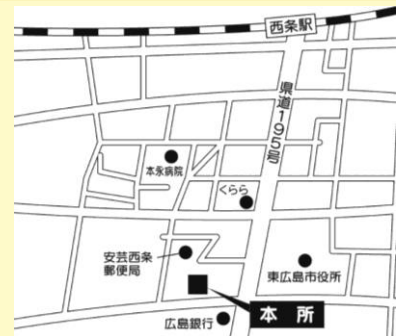 西条駅
県道195号
本永病院
くらら
安芸西条
郵便局
東広島市役所
本所
広島銀行